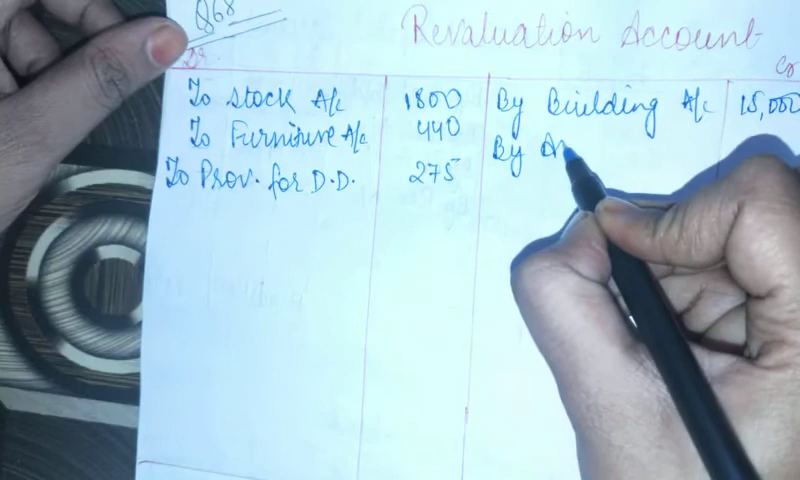 Q68
Revaluation Account
Dr.
Cr
To Stock A/c 1800 By Building A/c 15,000
To Furniture A/c 440 By
To Prov. for D.D. 275